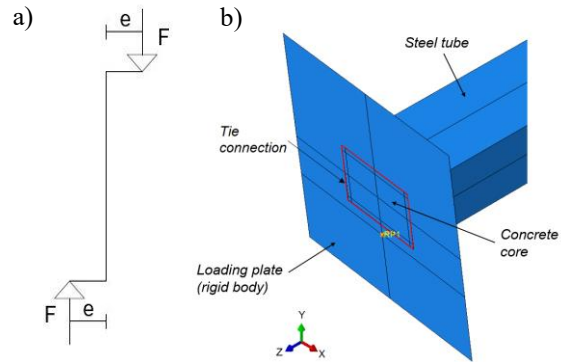 a)
e
F
F
e
b)
Steel tube
Tie
connection
RP1
Concrete
core
Loading plate
(rigid body)
Y
Z
X